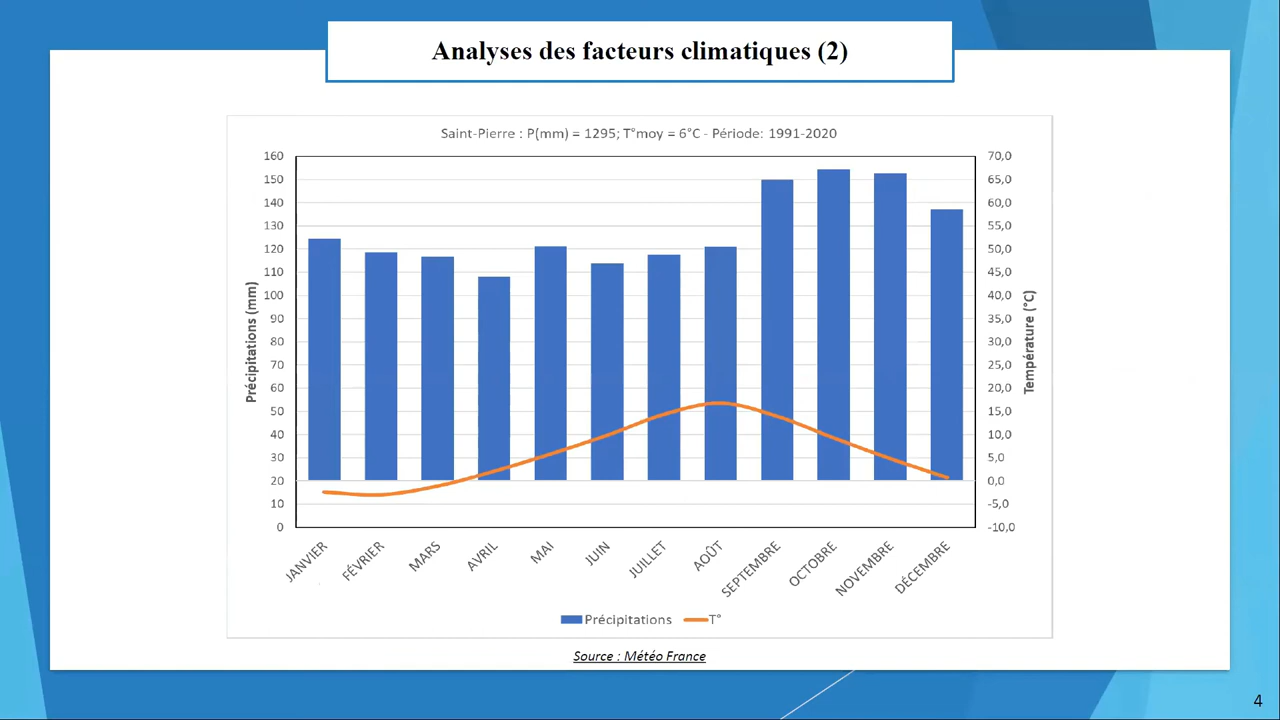 Analyses des facteurs climatiques (2)
Saint-Pierre : P(mm) = 1295; T°moy = 6°C - Période: 1991-2020
Précipitations (mm)
160
150
140
130
120
110
100
90
80
70
60
50
40
30
20
10
0
70,0
65,0
60,0
55,0
50,0
45,0
40,0
35,0
30,0
25,0
20,0
15,0
10,0
5,0
0,0
-5,0
-10,0
Température (°C)
JANVIER
FÉVRIER
MARS
AVRIL
MAI
JUIN
JUILLET
AOÛT
SEPTEMBRE
OCTOBRE
NOVEMBRE
DÉCEMBRE
Précipitations T°
Source : Météo France
4